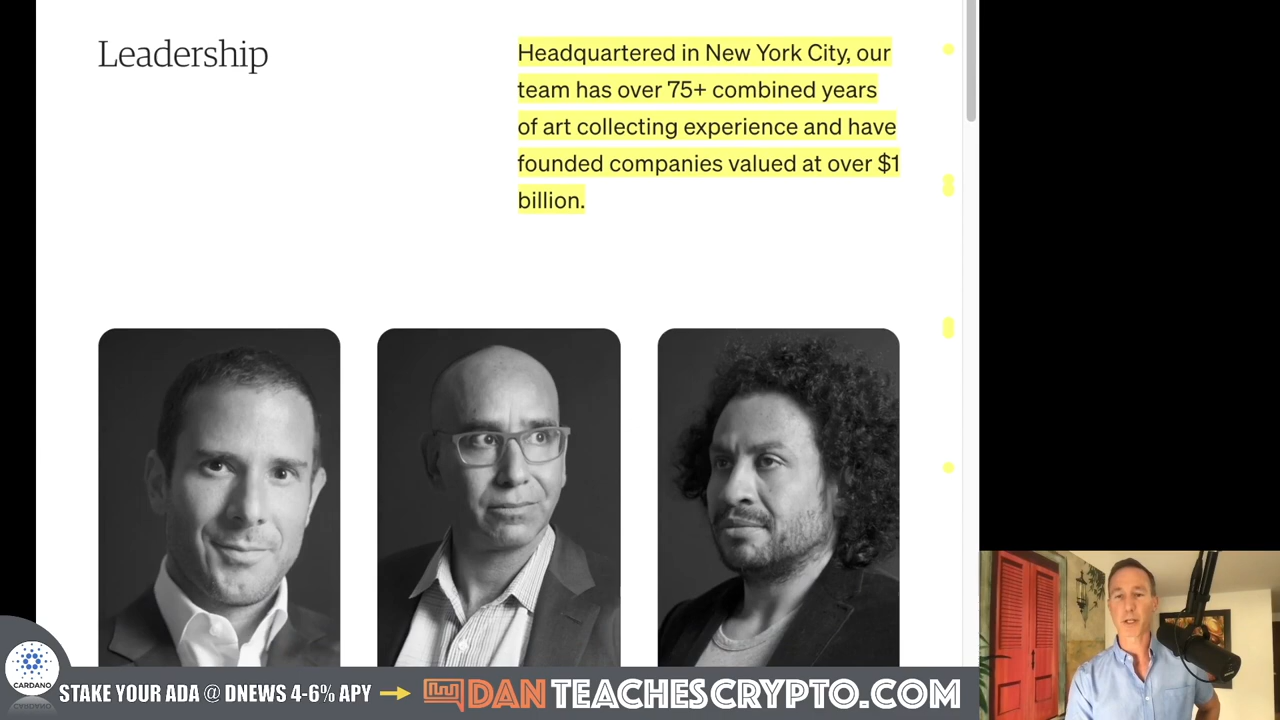 Leadership
Headquartered in New York City, our
team has over 75+ combined years
of art collecting experience and have
founded companies valued at over $1
billion.
CARDANO
STAKE YOUR ADA @ DNEWS 4-6% APY
DANTEACHESCRYPTO.COM